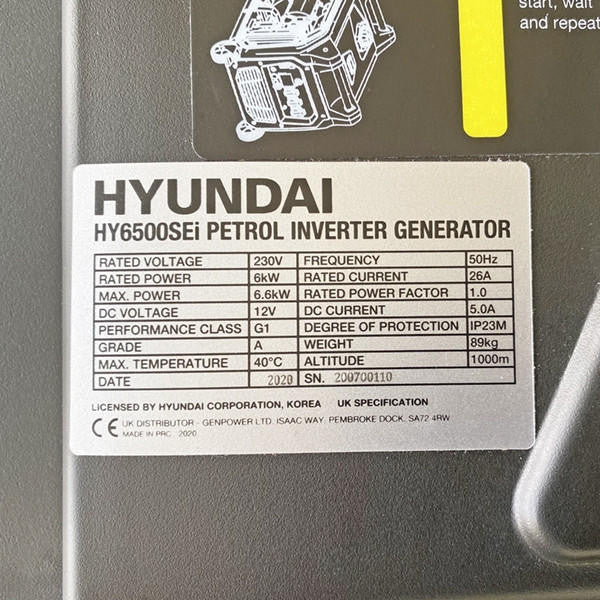 start, wait
and repeat
HYUNDAI
HY6500SEi PETROL INVERTER GENERATOR
RATED VOLTAGE 230V FREQUENCY 50Hz
RATED POWER 6kW RATED CURRENT 26A
MAX. POWER 6.6kW RATED POWER FACTOR 1.0
DC VOLTAGE 12V DC CURRENT 5.0A
PERFORMANCE CLASS G1 DEGREE OF PROTECTION IP23M
GRADE A WEIGHT 89kg
MAX. TEMPERATURE 40°C ALTITUDE 1000m
DATE 2020 SN. 200700110
LICENSED BY HYUNDAI CORPORATION, KOREA UK SPECIFICATION
CE UK DISTRIBUTOR - GENPOWER LTD. ISAAC WAY, PEMBROKE DOCK, SA72 4RW
MADE IN PRC 2020